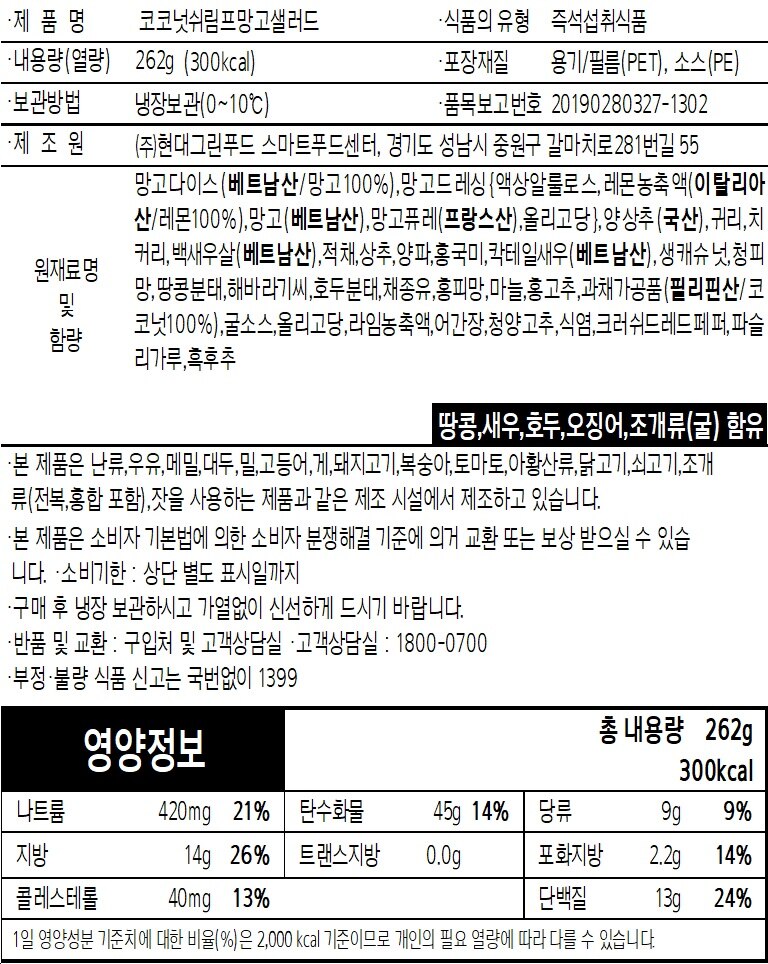 ·제 품 명 코코넛쉬림프망고샐러드 ·식품의 유형 즉석섭취식품
·내용량(열량) 262g (300kcal) ·포장재질 용기/필름(PET), 소스(PE)
·보관방법 냉장보관(0~10℃) ·품목보고번호 20190280327-1302
·제 조 원 (주)현대그린푸드 스마트푸드센터, 경기도 성남시 중원구 갈마치로281번길 55
원재료명 및 함량
망고다이스(베트남산/망고100%),망고드레싱{액상알룰로스,레몬농축액(이탈리아
산/레몬100%),망고(베트남산),망고퓨레(프랑스산),올리고당},양상추(국산),귀리,치
커리,백새우살(베트남산),적채,상추,양파,홍국미,칵테일새우(베트남산),생캐슈넛,청피
망,땅콩분태,해바라기씨,호두분태,채종유,홍피망,마늘,홍고추,과채가공품(필리핀산/코
코넛100%),굴소스,올리고당,라임농축액,어간장,청양고추,식염,크러쉬드레드페퍼,파슬
리가루,흑후추
땅콩,새우,호두,오징어,조개류(굴) 함유
·본 제품은 난류,우유,메밀,대두,밀,고등어,게,돼지고기,복숭아,토마토,아황산류,닭고기,쇠고기,조개
류(전복,홍합 포함),잣을 사용하는 제품과 같은 제조 시설에서 제조하고 있습니다.
·본 제품은 소비자 기본법에 의한 소비자 분쟁해결 기준에 의거 교환 또는 보상 받으실 수 있습
니다. ·소비기한 : 상단 별도 표시일까지
·구매 후 냉장 보관하시고 가열없이 신선하게 드시기 바랍니다.
·반품 및 교환 : 구입처 및 고객상담실 ·고객상담실 : 1800-0700
·부정·불량 식품 신고는 국번없이 1399
영양정보 총 내용량 262g
300kcal
나트륨 420mg 21% 탄수화물 45g 14% 당류 9g 9%
지방 14g 26% 트랜스지방 0.0g 포화지방 2.2g 14%
콜레스테롤 40mg 13% 단백질 13g 24%
1일 영양성분 기준치에 대한 비율(%)은 2,000 kcal 기준이므로 개인의 필요 열량에 따라 다를 수 있습니다.